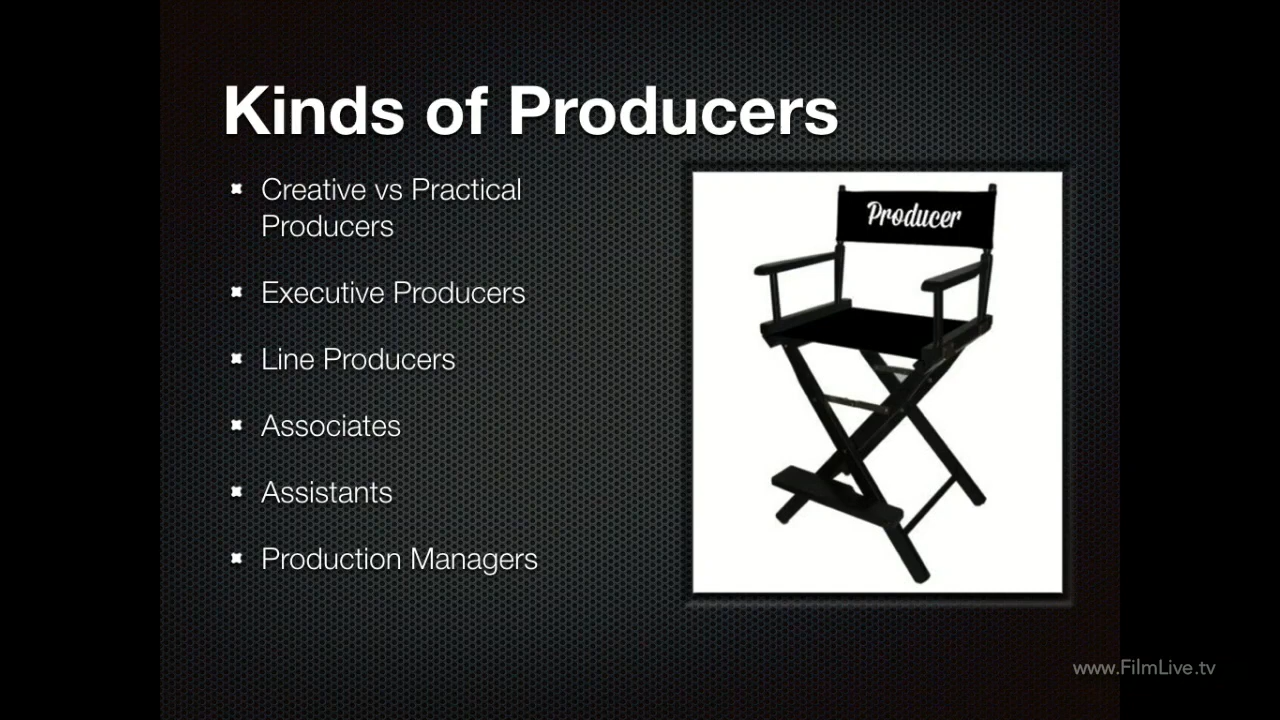 Kinds of Producers
Creative vs Practical
Producers
Executive Producers
Line Producers
Associates
Assistants
Production Managers
Producer
www.FilmLive.tv